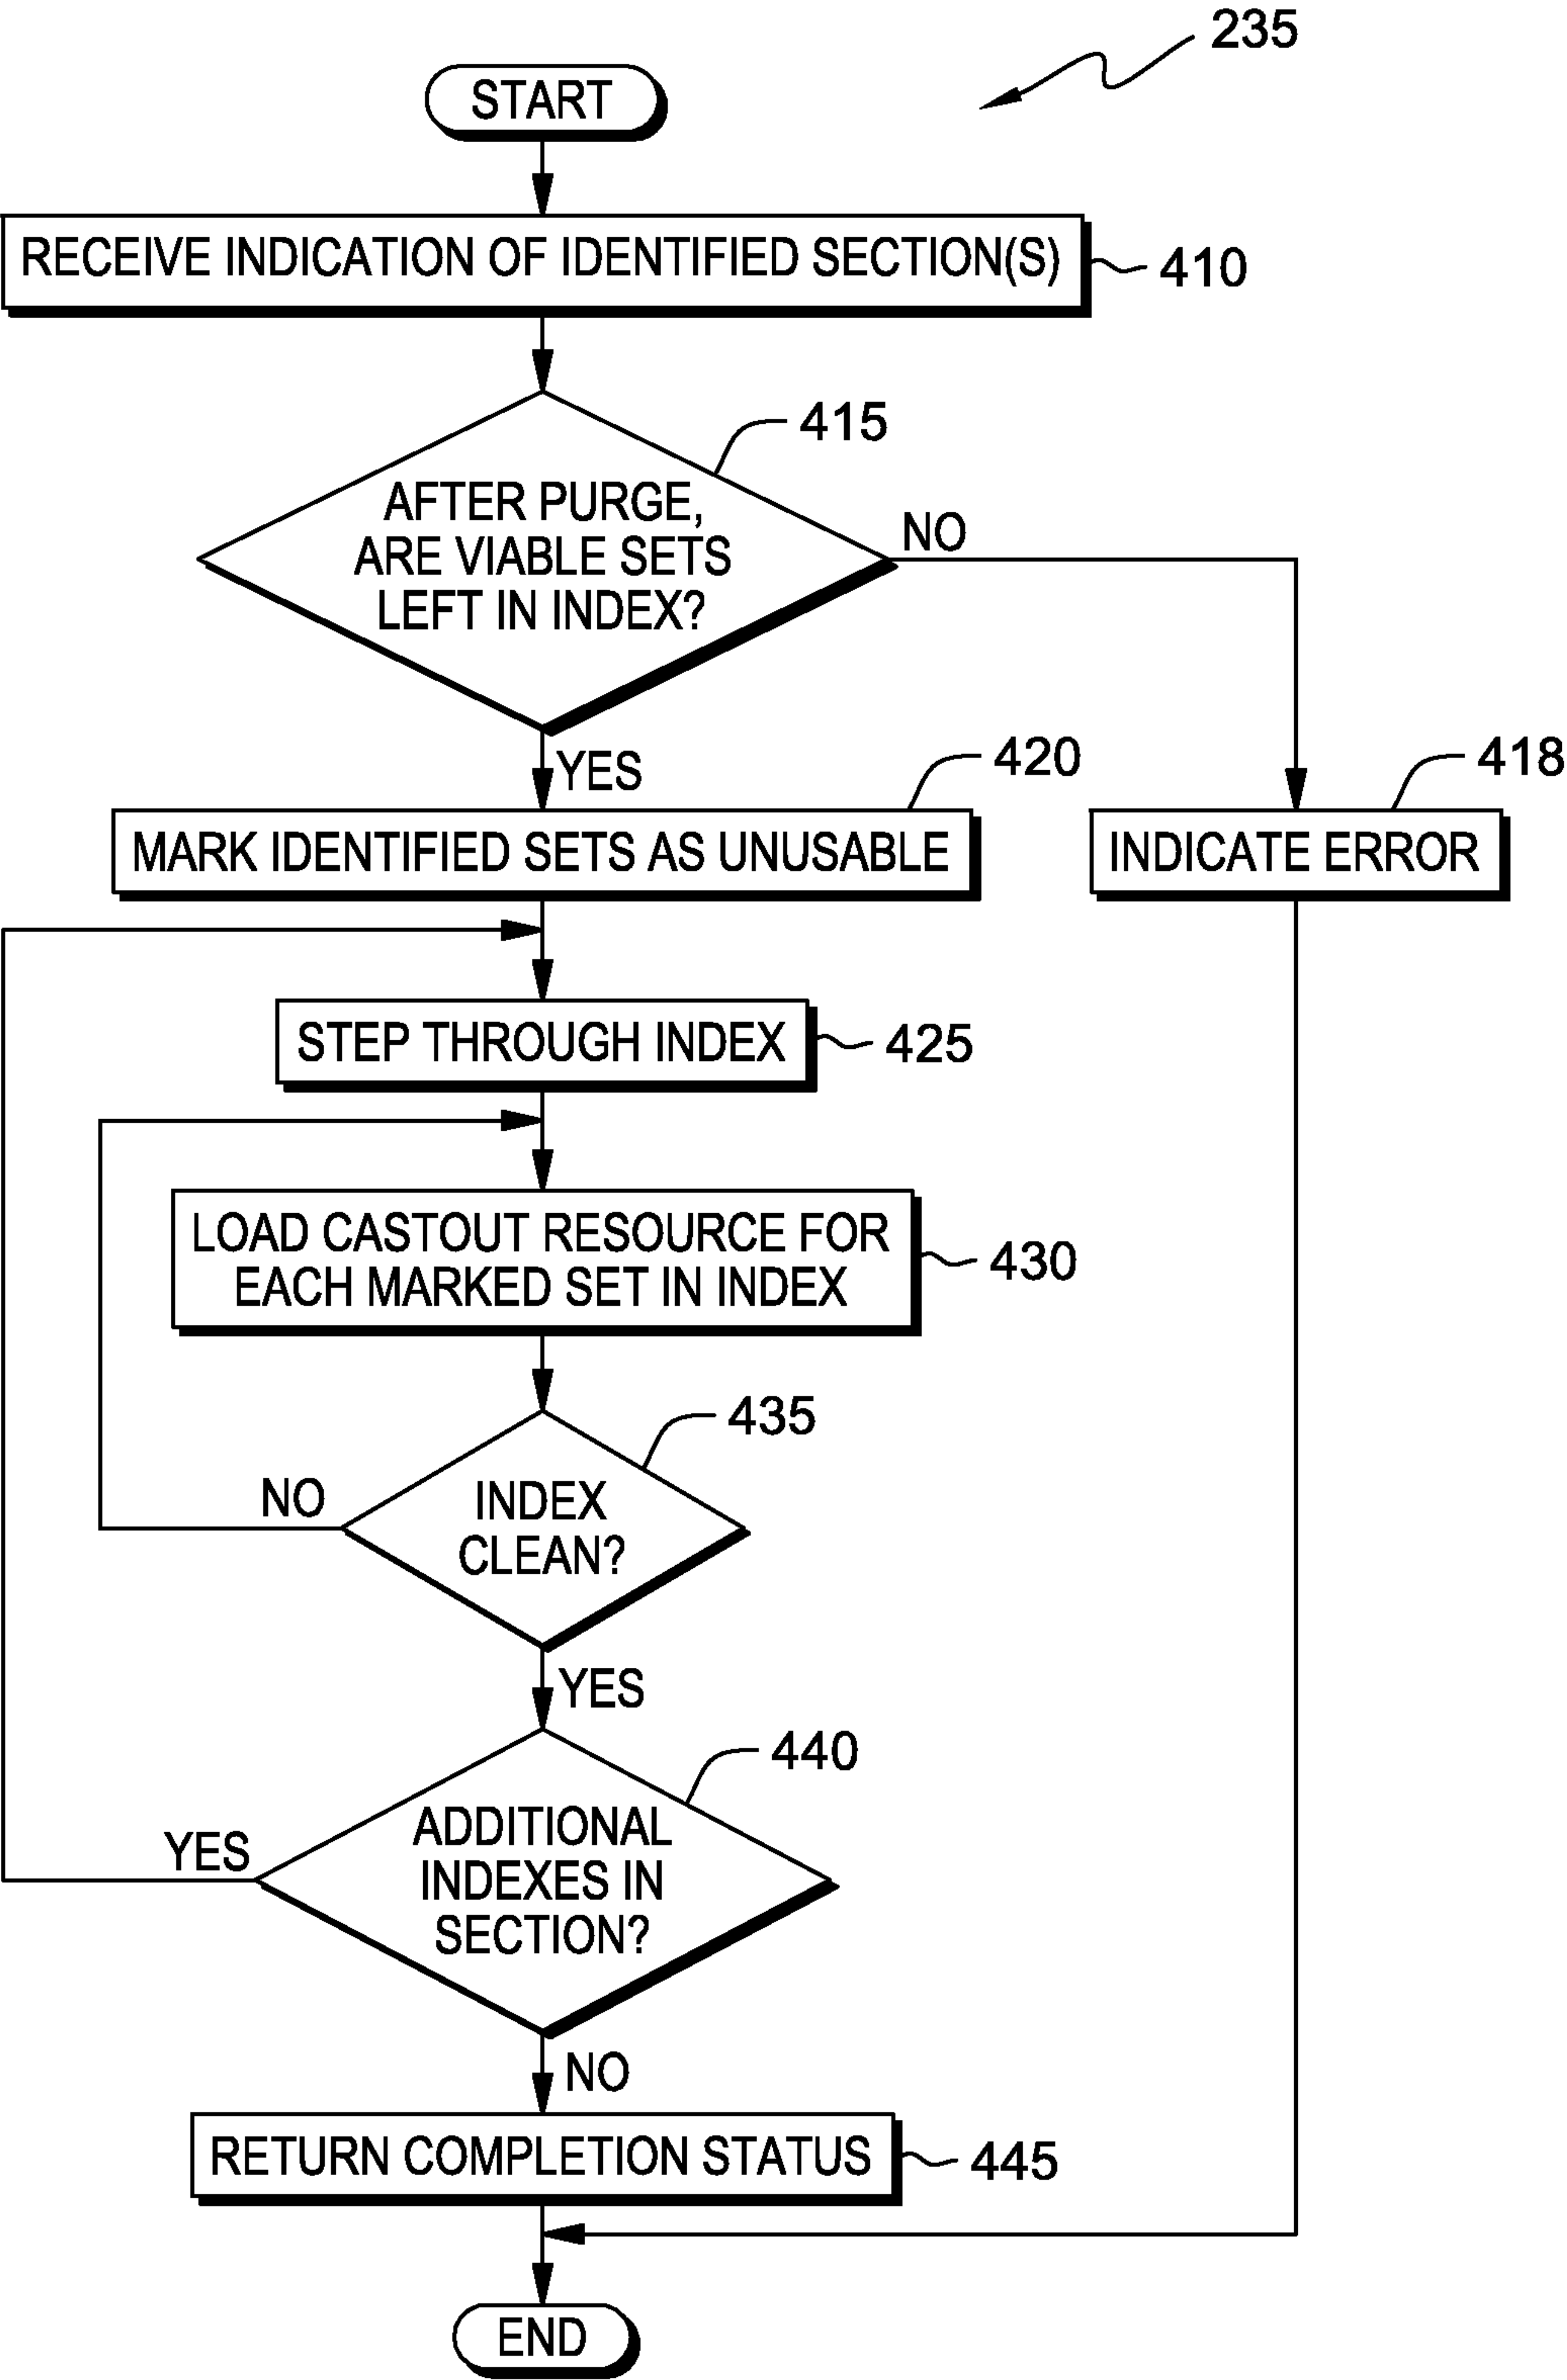 235
START
RECEIVE INDICATION OF IDENTIFIED SECTION(S)
410
415
AFTER PURGE,
ARE VIABLE SETS
LEFT IN INDEX?
NO
YES
420
418
MARK IDENTIFIED SETS AS UNUSABLE
INDICATE ERROR
STEP THROUGH INDEX
425
LOAD CASTOUT RESOURCE FOR
EACH MARKED SET IN INDEX
430
435
INDEX
CLEAN?
NO
YES
440
ADDITIONAL
INDEXES IN
SECTION?
YES
NO
RETURN COMPLETION STATUS
445
END